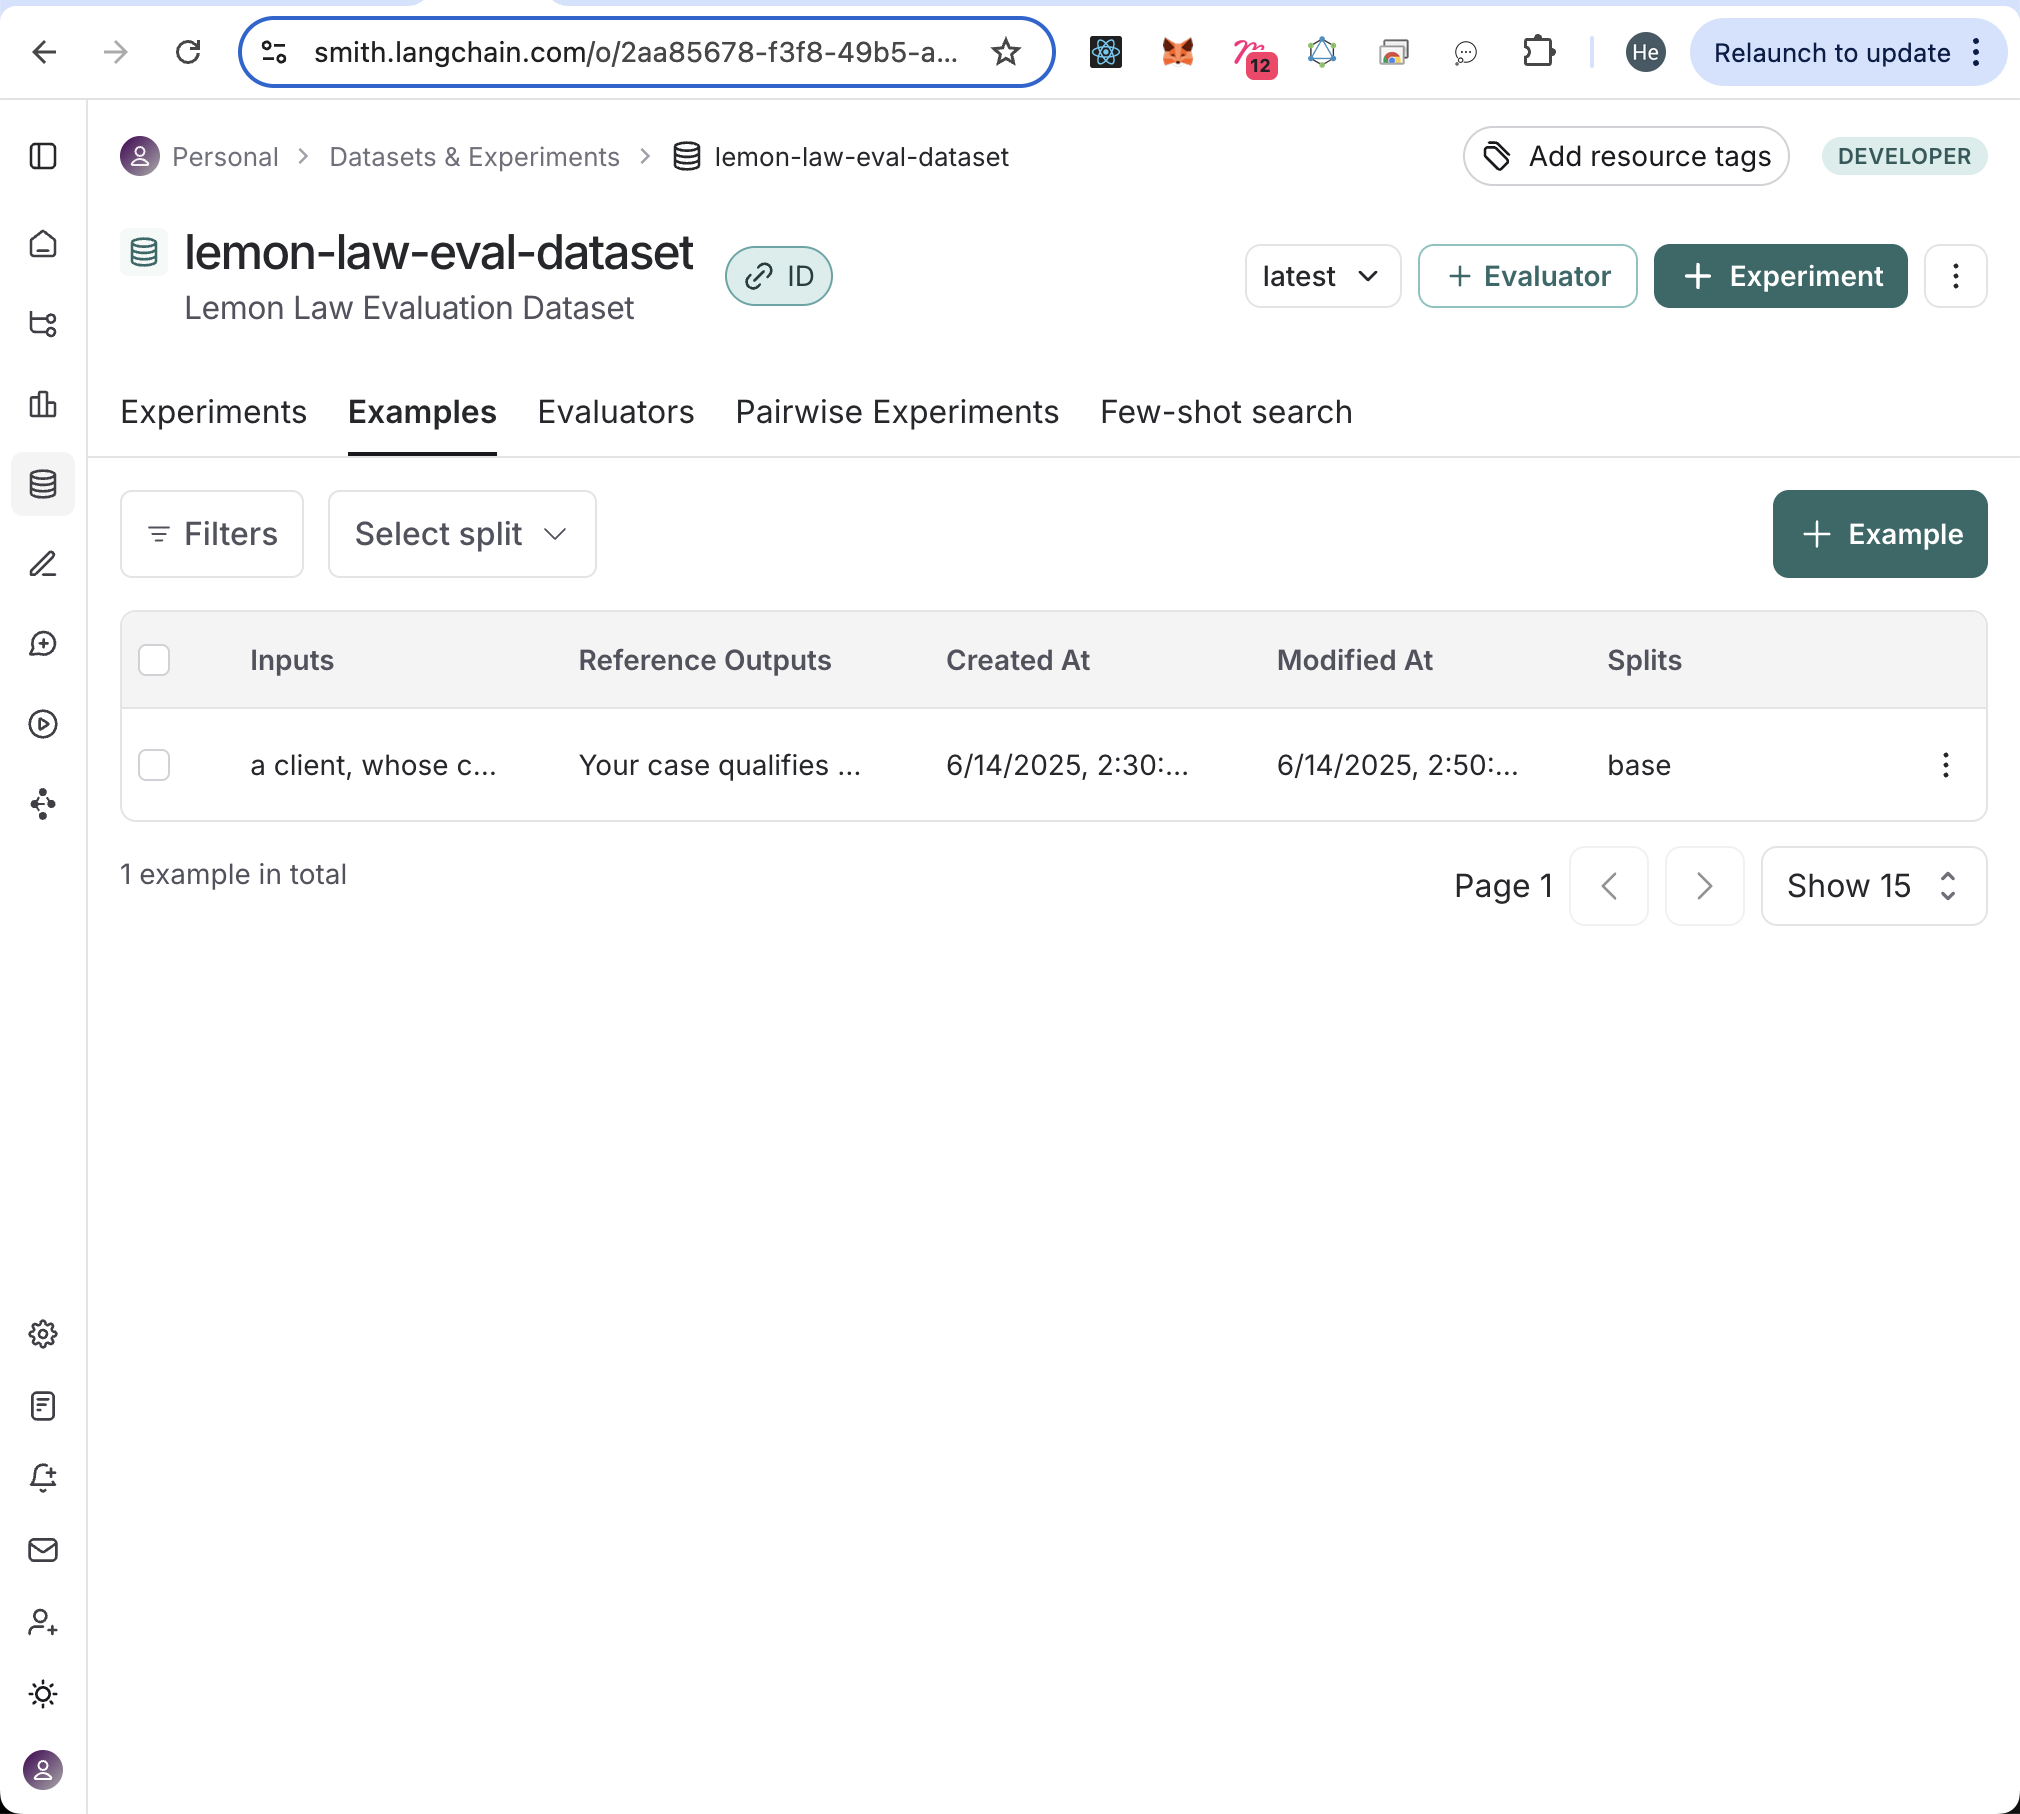 smith.langchain.com/o/2aa85678-f3f8-49b5-a...
12
He
Relaunch to update
Personal
Datasets & Experiments
lemon-law-eval-dataset
Add resource tags
DEVELOPER
lemon-law-eval-dataset
Lemon Law Evaluation Dataset
ID
latest
+ Evaluator
+ Experiment
Experiments
Examples
Evaluators
Pairwise Experiments
Few-shot search
Filters
Select split
+ Example
Inputs
Reference Outputs
Created At
Modified At
Splits
a client, whose c...
Your case qualifies ...
6/14/2025, 2:30:...
6/14/2025, 2:50:...
base
1 example in total
Page 1
Show 15